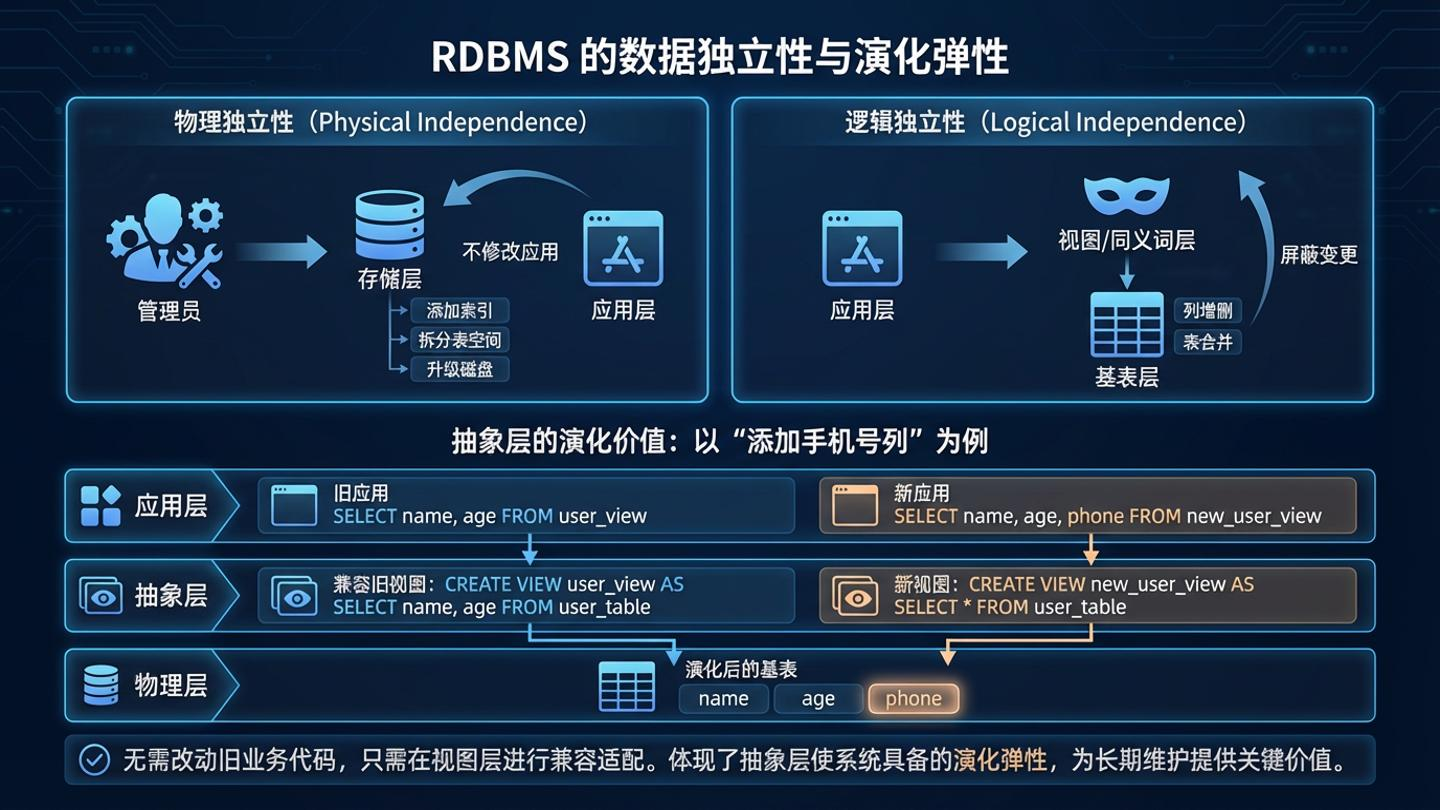 RDBMS 的数据独立性与演化弹性
物理独立性（Physical Independence）
管理员
存储层
添加索引
拆分表空间
升级磁盘
不修改应用
应用层
逻辑独立性（Logical Independence）
应用层
视图/同义词层
基表层
列增删
表合并
屏蔽变更
抽象层的演化价值：以“添加手机号列”为例
应用层
旧应用
SELECT name, age FROM user_view
新应用
SELECT name, age, phone FROM new_user_view
抽象层
兼容旧视图：CREATE VIEW user_view AS
SELECT name, age FROM user_table
新视图：CREATE VIEW new_user_view AS
SELECT * FROM user_table
物理层
演化后的基表
name
age
phone
无需改动旧业务代码，只需在视图层进行兼容适配。体现了抽象层使系统具备的演化弹性，为长期维护提供关键价值。